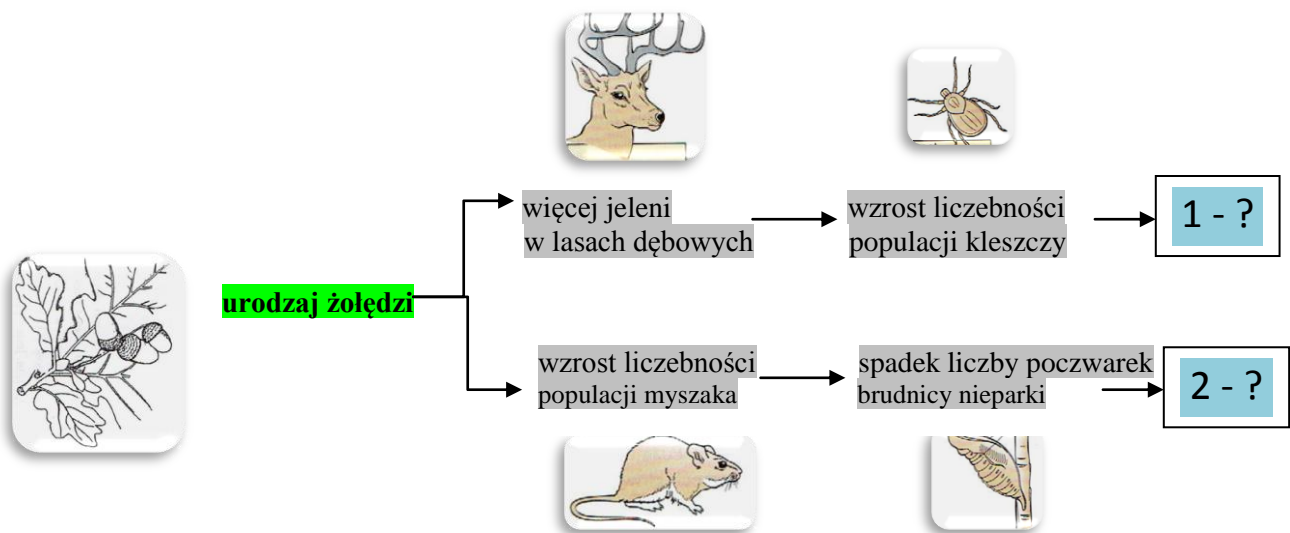 więcej jeleni
w lasach dębowych
wzrost liczebności
populacji kleszczy
1 - ?
urodzaj żołędzi
wzrost liczebności
populacji myszaka
spadek liczby poczwarek
brudnicy nieparki
2 - ?